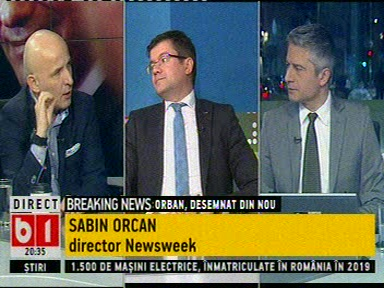 DIRECT
BREAKING NEWS ORBAN, DESEMNAT DIN NOU
b1
SABIN ORCAN
director Newsweek
20:35
ŞTIRI
1.500 DE MAŞINI ELECTRICE, INMATRICULATE ÎN ROMÂNIA ÎN 2019